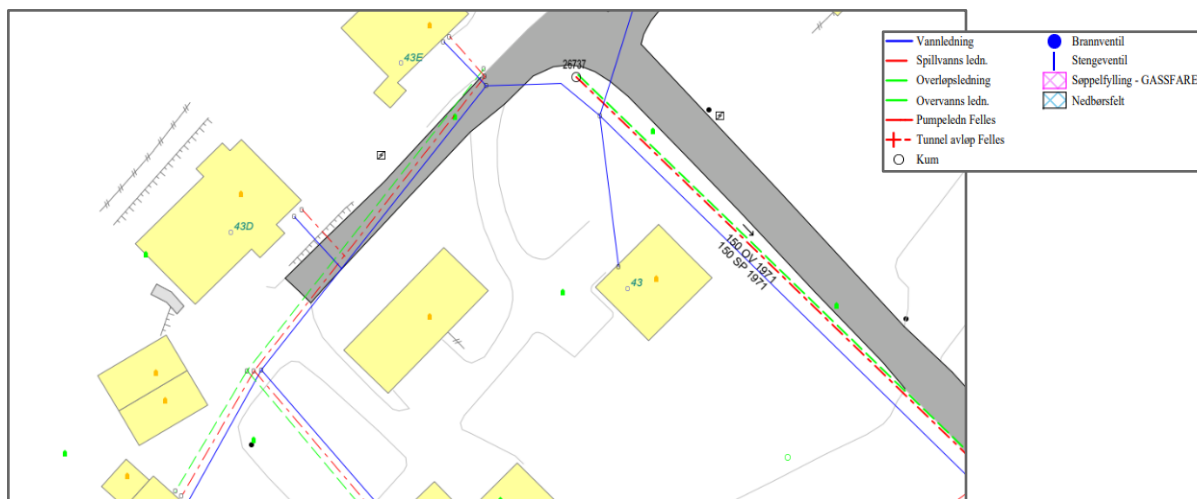 43E
26737
43D
43
150 OV 1971
150 SP 1971
Vannledning
Spillvanns ledn.
Overløpsledning
Overvanns ledn.
Pumpeledn Felles
Tunnel avløp Felles
Kum
Brannventil
Stengeventil
Søppelfylling - GASSFARE
Nedbørsfelt